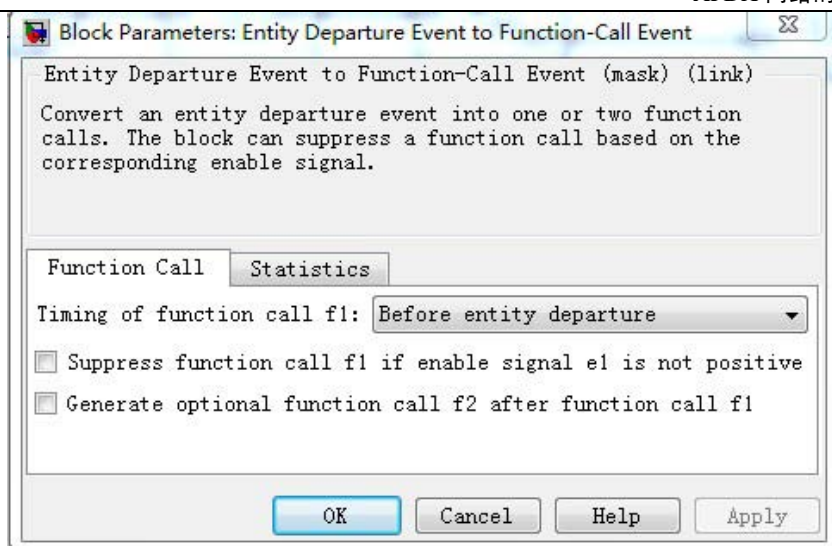 Block Parameters: Entity Departure Event to Function-Call Event
Entity Departure Event to Function-Call Event (mask) (link)
Convert an entity departure event into one or two function
calls. The block can suppress a function call based on the
corresponding enable signal.
Function Call Statistics
Timing of function call f1: Before entity departure
Suppress function call f1 if enable signal e1 is not positive
Generate optional function call f2 after function call f1
OK Cancel Help Apply